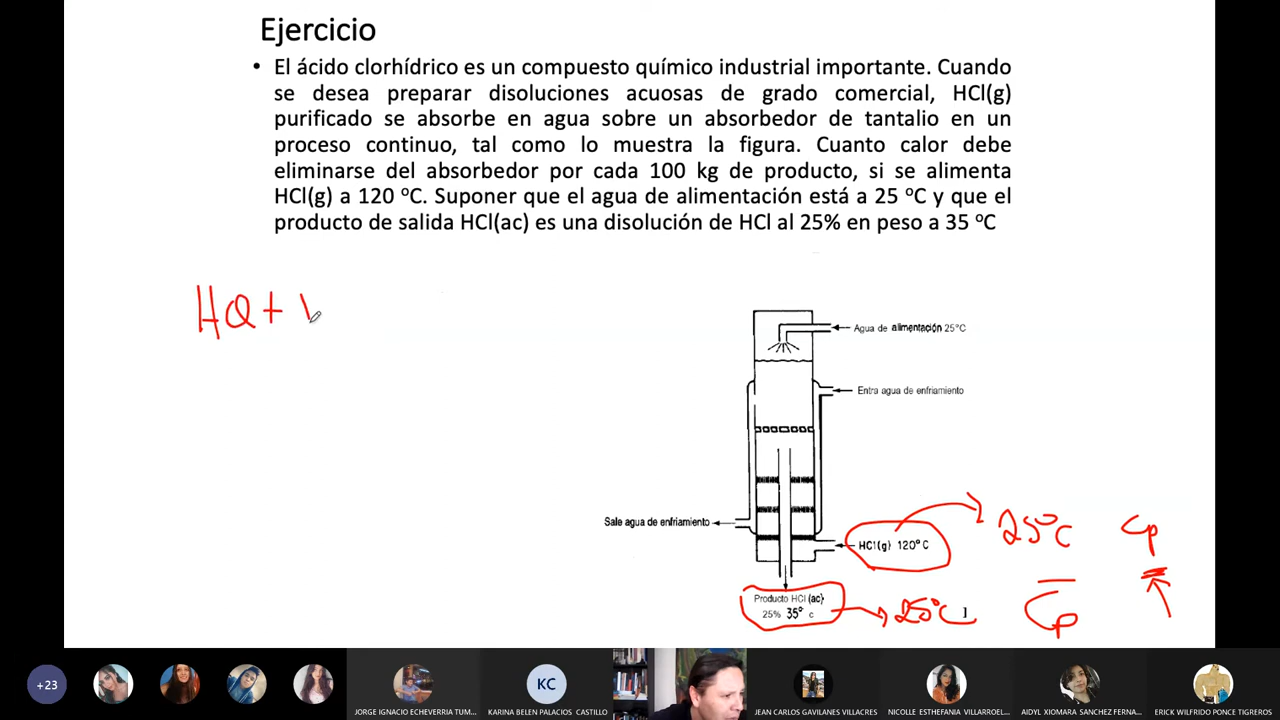 Ejercicio
• El ácido clorhídrico es un compuesto químico industrial importante. Cuando
se desea preparar disoluciones acuosas de grado comercial, HCl(g)
purificado se absorbe en agua sobre un absorbedor de tantalio en un
proceso continuo, tal como lo muestra la figura. Cuanto calor debe
eliminarse del absorbedor por cada 100 kg de producto, si se alimenta
HCl(g) a 120 ºC. Suponer que el agua de alimentación está a 25 ºC y que el
producto de salida HCl(ac) es una disolución de HCl al 25% en peso a 35 ºC
HCl +
Agua de alimentación 25°C
Entra agua de enfriamiento
Sale agua de enfriamiento
HCl(g) 120°C
25°C
Cp
Producto HCl (ac)
25% 35° c
25°C
Cp
+23
KC
JORGE IGNACIO ECHEVERRIA TUM...
KARINA BELEN PALACIOS CASTILLO
JEAN CARLOS GAVILANES VILLACRES
NICOLLE ESTHEFANIA VILLARROEL...
AIDYL XIOMARA SANCHEZ FERNA...
ERICK WILFRIDO PONCE TIGREROS